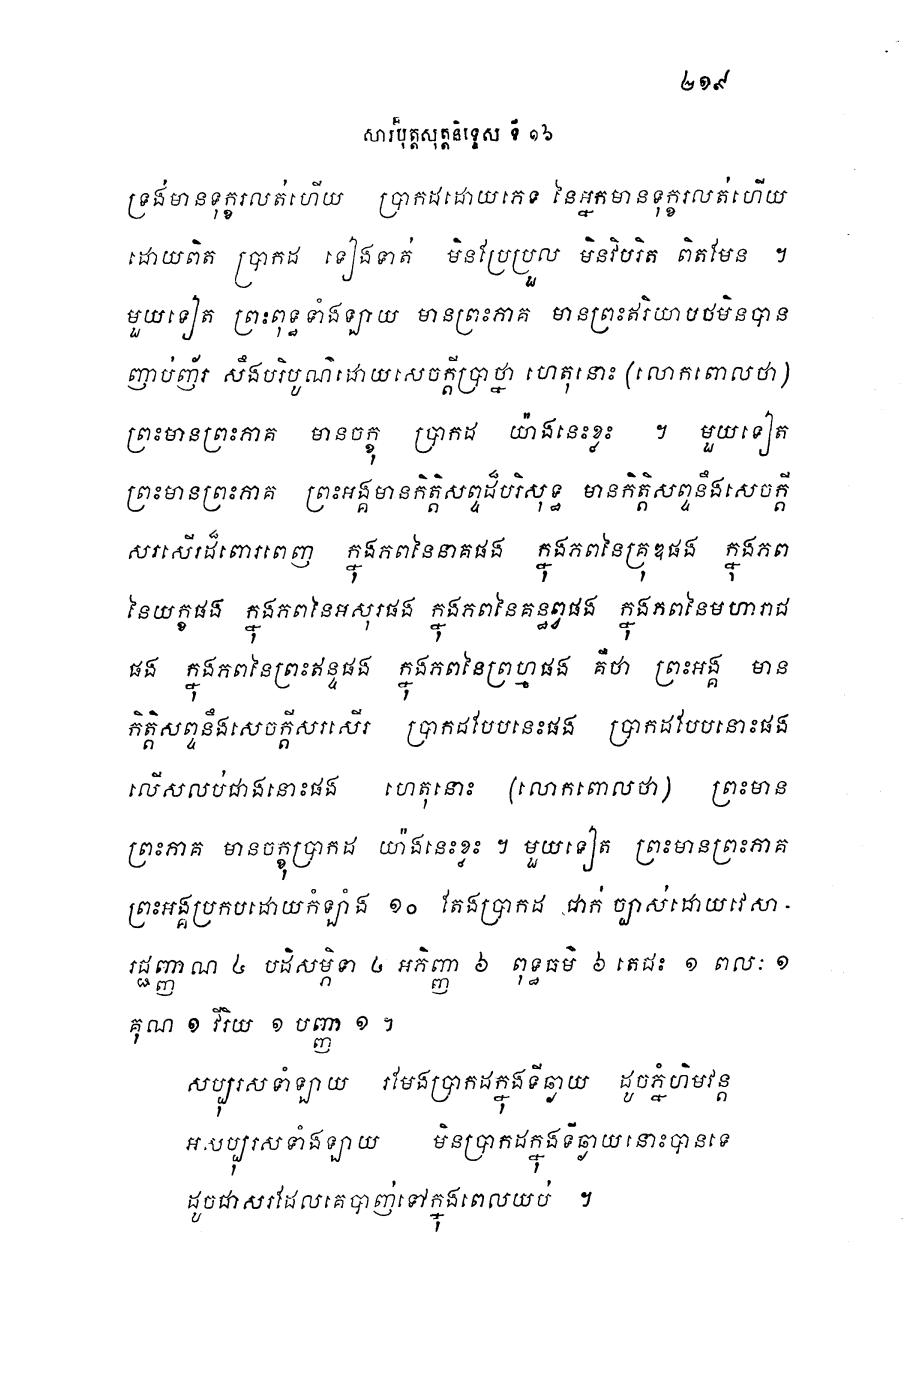 ២១៩
សារីបុត្តសុត្តនិទ្ទេស ទី ១៦
ទ្រង់មានទុក្ខរលត់ហើយ ប្រាកដដោយភេទ នៃអ្នកមានទុក្ខរលត់ហើយ
ដោយពិត ប្រាកដ ទៀងទាត់ មិនប្រែប្រួល មិនវិបរិត ពិតមែន ។
មួយទៀត ព្រះពុទ្ធទាំងឡាយ មានព្រះភាគ មានព្រះឥរិយាបថមិនបាន
ញាប់ញ័រ សឹងបរិបូណ៌ដោយសេចក្តីប្រាថ្នា ហេតុនោះ (លោកពោលថា)
ព្រះមានព្រះភាគ មានចក្ខុ ប្រាកដ យ៉ាងនេះខ្លះ ។ មួយទៀត
ព្រះមានព្រះភាគ ព្រះអង្គមានកិត្តិសព្ទដ៏បរិសុទ្ធ មានកិត្តិសព្ទនឹងសេចក្តី
សរសើរដ៏ពោរពេញ ក្នុងភពនៃនាគផង ក្នុងភពនៃគ្រុឌផង ក្នុងភព
នៃយក្ខផង ក្នុងភពនៃអសុរផង ក្នុងភពនៃគន្ធព្វផង ក្នុងភពនៃមហារាជ
ផង ក្នុងភពនៃព្រះឥន្ទផង ក្នុងភពនៃព្រហ្មផង គឺថា ព្រះអង្គ មាន
កិត្តិសព្ទនឹងសេចក្តីសរសើរ ប្រាកដបែបនេះផង ប្រាកដបែបនោះផង
លើសលប់ជាងនោះផង ហេតុនោះ (លោកពោលថា) ព្រះមាន
ព្រះភាគ មានចក្ខុប្រាកដ យ៉ាងនេះខ្លះ ។ មួយទៀត ព្រះមានព្រះភាគ
ព្រះអង្គប្រកបដោយកំឡាំង ១០ តែងប្រាកដ ជាក់ ច្បាស់ដោយវេសា-
រជ្ជញ្ញាណ ៤ បដិសម្ភិទា ៤ អភិញ្ញា ៦ ពុទ្ធធម៌ ៦ តេជះ ១ ពលៈ ១
គុណ ១ វីរិយ ១ បញ្ញា ១ ។
សប្បុរសទាំឡាយ រមែងប្រាកដក្នុងទីឆ្ងាយ ដូចភ្នំហិមវន្ត
អសប្បុរសទាំងឡាយ មិនប្រាកដក្នុងទីឆ្ងាយនោះបានទេ
ដូចជាសរដែលគេបាញ់ទៅក្នុងពេលយប់ ។